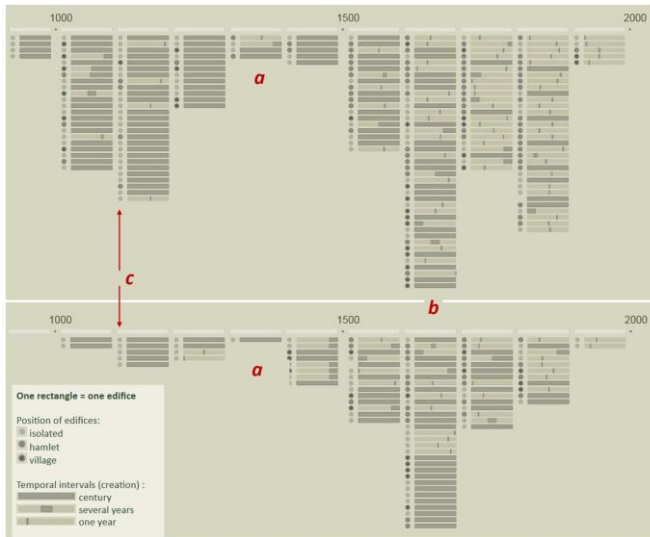 1000 1500 2000
a
c
b
1000 1500 2000
a
One rectangle = one edifice
Position of edifices:
isolated
hamlet
village
Temporal intervals (creation) :
century
several years
one year